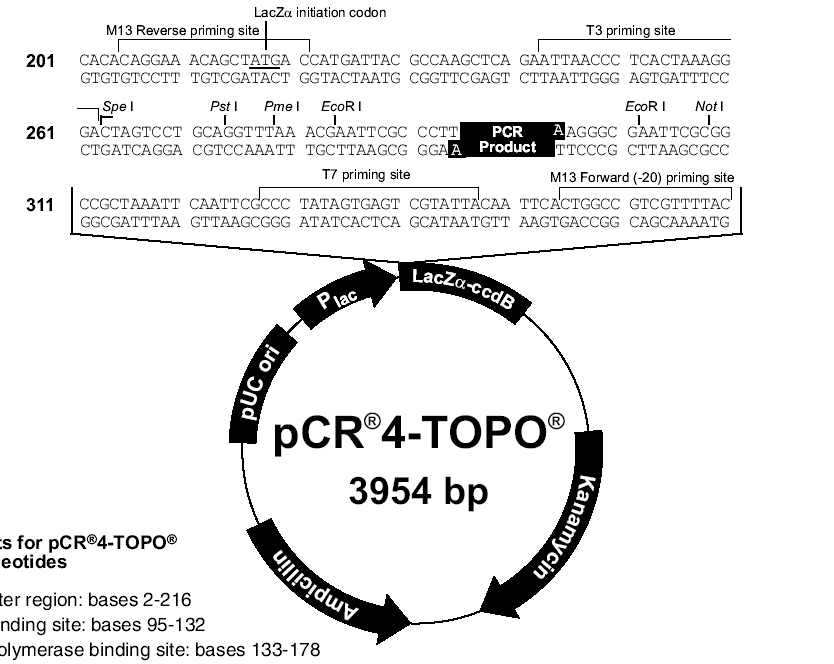 LacZα initiation codon
M13 Reverse priming site
T3 priming site
201 CACACAGGAA ACAGCTATGA CCATGATTAC GCCAAGCTCA GAATTAACCC TCACTAAAGG
GTGTGTCCTT TGTCGATACT GGTACTAATG CGGTTCGAGT CTTAATTGGG AGTGATTTCC
Spe I Pst I Pme I EcoR I EcoR I Not I
261 GACTAGTCCT GCAGGTTTAA ACGAATTCGC CCTT PCR Product A AGGGC GAATTCGCGG
CTGATCAGGA CGTCCAAATT TGCTTAAGCG GGA A TTCCCG CTTAAGCGCC
T7 priming site
M13 Forward (-20) priming site
311 CCGCTAAATT CAATTCGCCC TATAGTGAGT CGTATTACAA TTCACTGGCC GTCGTTTTAC
GGCGATTTAA GTTAAGCGGG ATATCACTCA GCATAATGTT AAGTGACCGG CAGCAAAATG
Plac
LacZα-ccdB
pUC ori
pCR®4-TOPO®
3954 bp
Kanamycin
Ampicillin
ts for pCR®4-TOPO®
leotides
ter region: bases 2-216
nding site: bases 95-132
olymerase binding site: bases 133-178